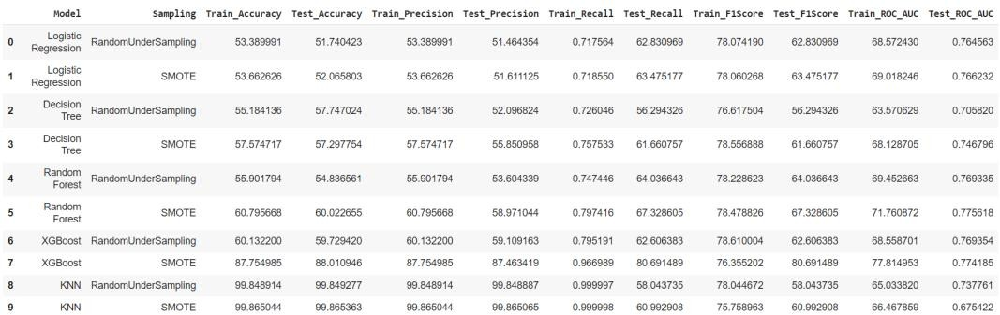 Model Sampling Train_Accuracy Test_Accuracy Train_Precision Test_Precision Train_Recall Test_Recall Train_F1Score Test_F1Score Train_ROC_AUC Test_ROC_AUC
0 Logistic Regression RandomUnderSampling 53.389991 51.740423 53.389991 51.464354 0.717564 62.830969 78.074190 62.830969 68.572430 0.764563
1 Logistic Regression SMOTE 53.662626 52.065803 53.662626 51.611125 0.718550 63.475177 78.060268 63.475177 69.018246 0.766232
2 Decision Tree RandomUnderSampling 55.184136 57.747024 55.184136 52.096824 0.726046 56.294326 76.617504 56.294326 63.570629 0.705820
3 Decision Tree SMOTE 57.574717 57.297754 57.574717 55.850958 0.757533 61.660757 78.556888 61.660757 68.128705 0.746796
4 Random Forest RandomUnderSampling 55.901794 54.836561 55.901794 53.604339 0.747446 64.036643 78.228623 64.036643 69.452663 0.769335
5 Random Forest SMOTE 60.795668 60.022655 60.795668 58.971044 0.797416 67.328605 78.478826 67.328605 71.760872 0.775618
6 XGBoost RandomUnderSampling 60.132200 59.729420 60.132200 59.109163 0.795191 62.606383 78.610004 62.606383 68.558701 0.769354
7 XGBoost SMOTE 87.754985 88.010946 87.754985 87.463419 0.966989 80.691489 76.355202 80.691489 77.814953 0.774185
8 KNN RandomUnderSampling 99.848914 99.849277 99.848914 99.848887 0.999997 58.043735 78.044672 58.043735 65.033820 0.737761
9 KNN SMOTE 99.865044 99.865363 99.865044 99.865065 0.999998 60.992908 75.758963 60.992908 66.467859 0.675422